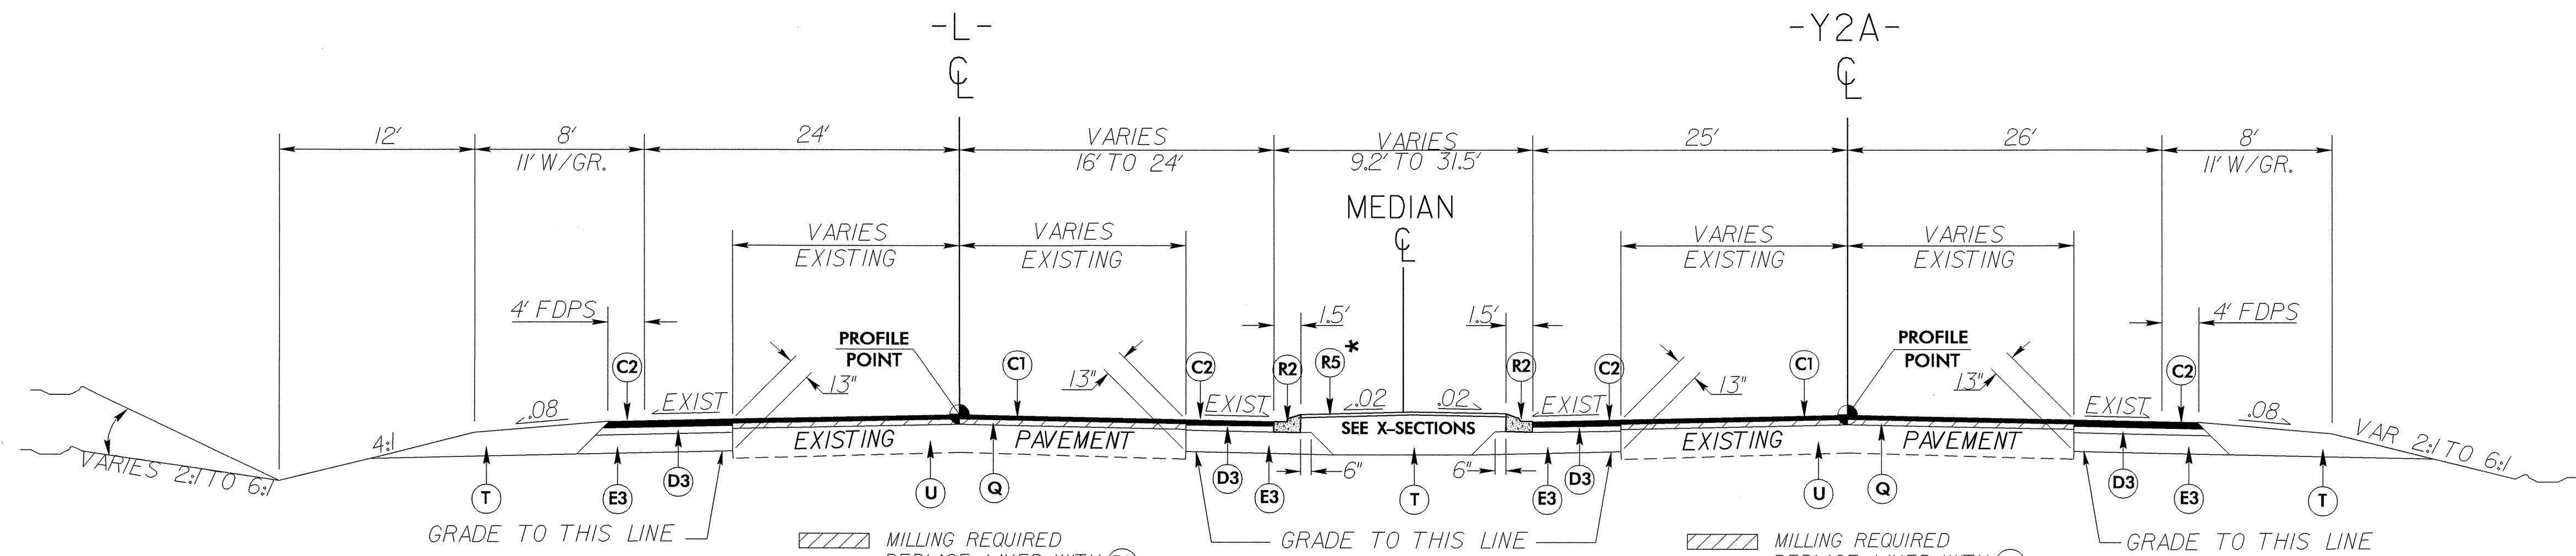 -L-
-Y2A-
℄
℄
12'
8'
24'
VARIES
VARIES
25'
26'
8'
11' W/GR.
16' TO 24'
9.2' TO 31.5'
11' W/GR.
MEDIAN
℄
VARIES
VARIES
VARIES
VARIES
EXISTING
EXISTING
EXISTING
EXISTING
4' FDPS
1.5'
1.5'
4' FDPS
PROFILE
POINT
PROFILE
POINT
C2
13"
C1
13"
C2
R2
R5 *
R2
C2
13"
C1
13"
C2
.08
EXIST
EXIST
.02
.02
EXIST
EXIST
.08
EXISTING
PAVEMENT
SEE X-SECTIONS
EXISTING
PAVEMENT
4:1
VARIES 2:1 TO 6:1
VAR 2:1 TO 6:1
6"
6"
T
E3
D3
U
Q
D3
E3
T
E3
D3
U
Q
D3
E3
T
GRADE TO THIS LINE
MILLING REQUIRED
GRADE TO THIS LINE
MILLING REQUIRED
GRADE TO THIS LINE